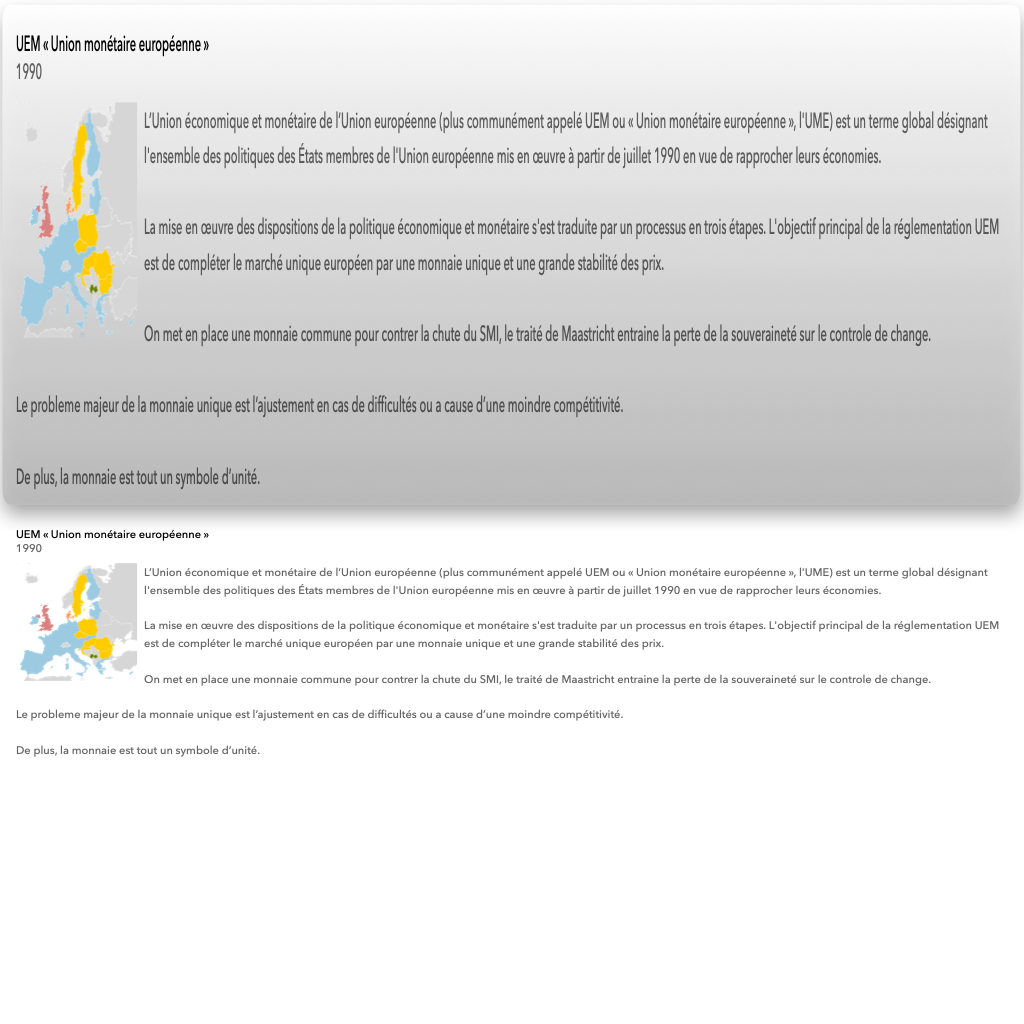 UEM « Union monétaire européenne »
1990
L’Union économique et monétaire de l’Union européenne (plus communément appelé UEM ou « Union monétaire européenne », l'UME) est un terme global désignant
l'ensemble des politiques des États membres de l'Union européenne mis en œuvre à partir de juillet 1990 en vue de rapprocher leurs économies.
La mise en œuvre des dispositions de la politique économique et monétaire s'est traduite par un processus en trois étapes. L'objectif principal de la réglementation UEM
est de compléter le marché unique européen par une monnaie unique et une grande stabilité des prix.
On met en place une monnaie commune pour contrer la chute du SMI, le traité de Maastricht entraine la perte de la souveraineté sur le controle de change.
Le probleme majeur de la monnaie unique est l’ajustement en cas de difficultés ou a cause d’une moindre compétitivité.
De plus, la monnaie est tout un symbole d’unité.
UEM « Union monétaire européenne »
1990
L’Union économique et monétaire de l’Union européenne (plus communément appelé UEM ou « Union monétaire européenne », l'UME) est un terme global désignant
l'ensemble des politiques des États membres de l'Union européenne mis en œuvre à partir de juillet 1990 en vue de rapprocher leurs économies.
La mise en œuvre des dispositions de la politique économique et monétaire s'est traduite par un processus en trois étapes. L'objectif principal de la réglementation UEM
est de compléter le marché unique européen par une monnaie unique et une grande stabilité des prix.
On met en place une monnaie commune pour contrer la chute du SMI, le traité de Maastricht entraine la perte de la souveraineté sur le controle de change.
Le probleme majeur de la monnaie unique est l’ajustement en cas de difficultés ou a cause d’une moindre compétitivité.
De plus, la monnaie est tout un symbole d’unité.